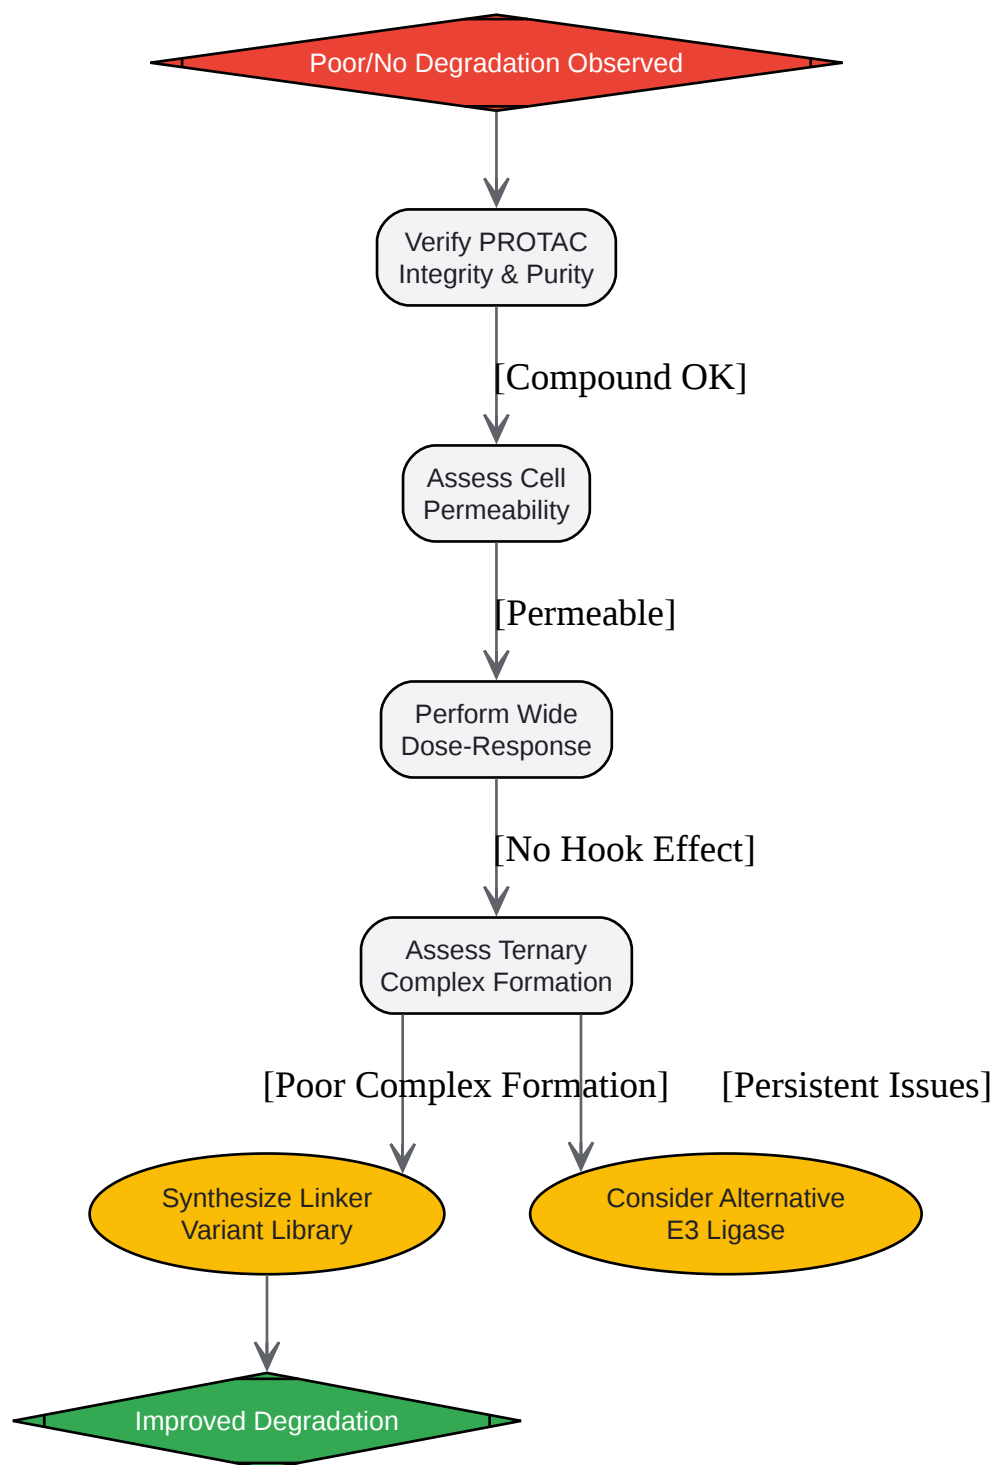 Poor/No Degradation Observed
Verify PROTAC
Integrity & Purity
[Compound OK]
Assess Cell
Permeability
[Permeable]
Perform Wide
Dose-Response
[No Hook Effect]
Assess Ternary
Complex Formation
[Poor Complex Formation]
[Persistent Issues]
Synthesize Linker
Variant Library
Consider Alternative
E3 Ligase
Improved Degradation